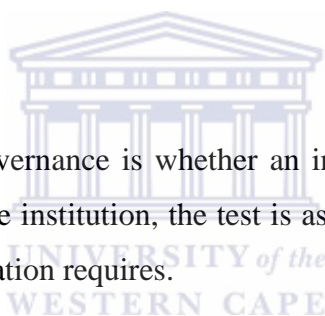 vernance is whether an in
e institution, the test is as
UNIVERSITY of the
ation requires.
WESTERN CAPE